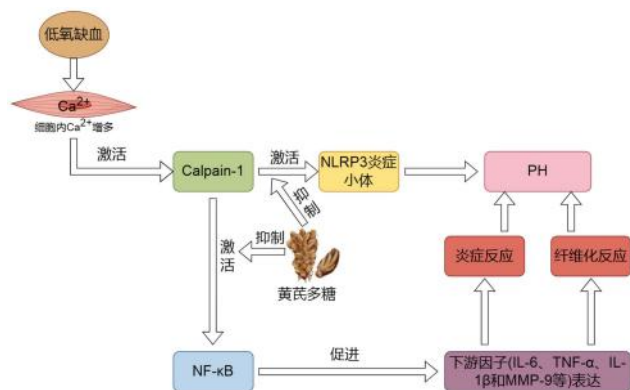 低氧缺血
Ca²⁺
细胞内Ca²⁺增多
激活
Calpain-1
激活
NLRP3炎症
小体
PH
抑制
激活
抑制
黄芪多糖
炎症反应
纤维化反应
NF-κB
促进
下游因子(IL-6、TNF-α、IL-
1β和MMP-9等)表达